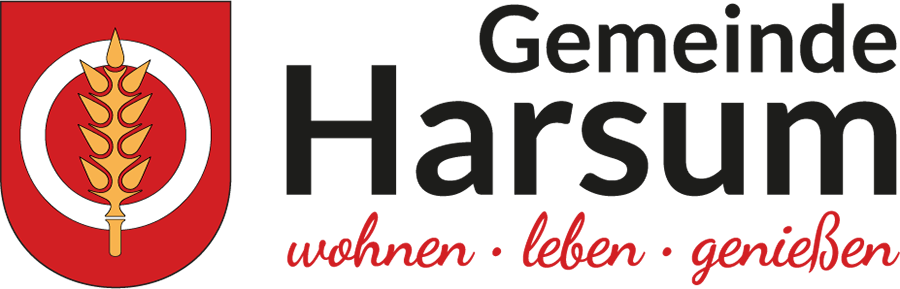 Gemeinde
Harsum
wohnen · leben · genießen